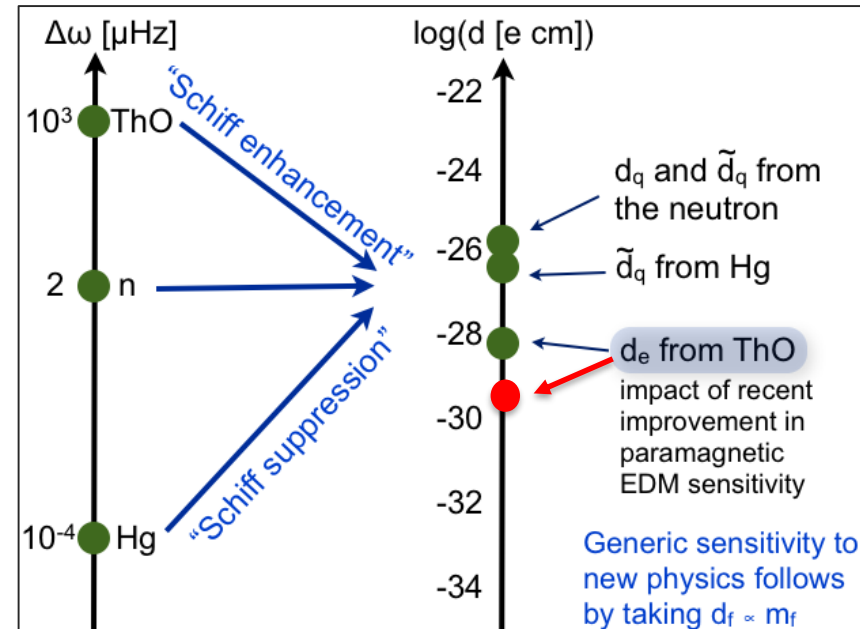 Δω [μHz]
10³ ThO
2 n
10⁻⁴ Hg
“Schiff enhancement”
“Schiff suppression”
log(d [e cm])
-22
-24
-26
-28
-30
-32
-34
d_q and d̃_q from
the neutron
d̃_q from Hg
d_e from ThO
impact of recent
improvement in
paramagnetic
EDM sensitivity
Generic sensitivity to
new physics follows
by taking d_f ∝ m_f